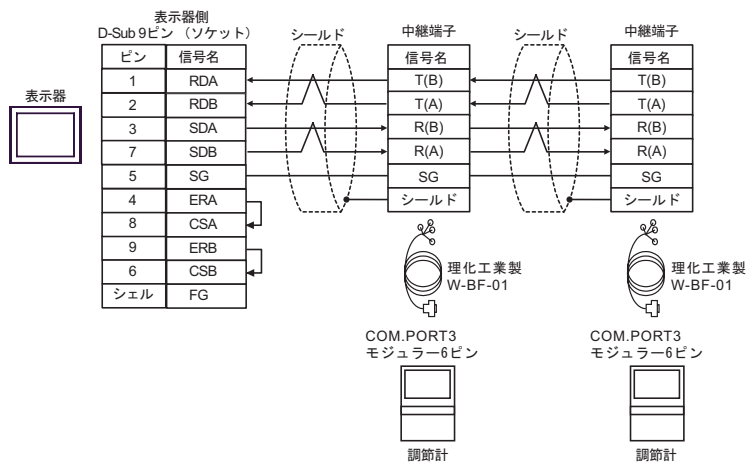 表示器側
D-Sub 9ピン （ソケット）
ピン 信号名
1 RDA
2 RDB
3 SDA
7 SDB
5 SG
4 ERA
8 CSA
9 ERB
6 CSB
シェル FG
表示器
シールド
中継端子
信号名
T(B)
T(A)
R(B)
R(A)
SG
シールド
シールド
中継端子
信号名
T(B)
T(A)
R(B)
R(A)
SG
シールド
理化工業製
W-BF-01
COM.PORT3
モジュラー6ピン
調節計
理化工業製
W-BF-01
COM.PORT3
モジュラー6ピン
調節計